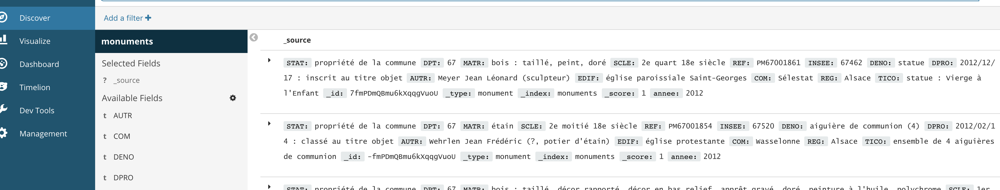 Discover
Visualize
Dashboard
Timelion
Dev Tools
Management
Add a filter +
monuments
Selected Fields
? _source
Available Fields
t AUTR
t COM
t DENO
t DPRO
_source
STAT: propriété de la commune DPT: 67 MATR: bois : taillé, peint, doré SCLE: 2e quart 18e siècle REF: PM67001861 INSEE: 67462 DENO: statue DPRO: 2012/12/
17 : inscrit au titre objet AUTR: Meyer Jean Léonard (sculpteur) EDIF: église paroissiale Saint-Georges COM: Sélestat REG: Alsace TICO: statue : Vierge à
l'Enfant _id: 7fmPDmQBmu6kXqqgVuoU _type: monument _index: monuments _score: 1 annee: 2012
STAT: propriété de la commune DPT: 67 MATR: étain SCLE: 2e moitié 18e siècle REF: PM67001854 INSEE: 67520 DENO: aiguière de communion (4) DPRO: 2012/02/1
4 : classé au titre objet AUTR: Wehrlen Jean Frédéric (?, potier d'étain) EDIF: église protestante COM: Wasselonne REG: Alsace TICO: ensemble de 4 aiguières
de communion _id: -fmPDmQBmu6kXqqgVuoU _type: monument _index: monuments _score: 1 annee: 2012
STAT: propriété de la commune DPT: 67 MATR: bois : taillé, décor rapporté, décor en bas relief, apprêt gravé, doré, peinture à l'huile, polychrome SCLE: 1er